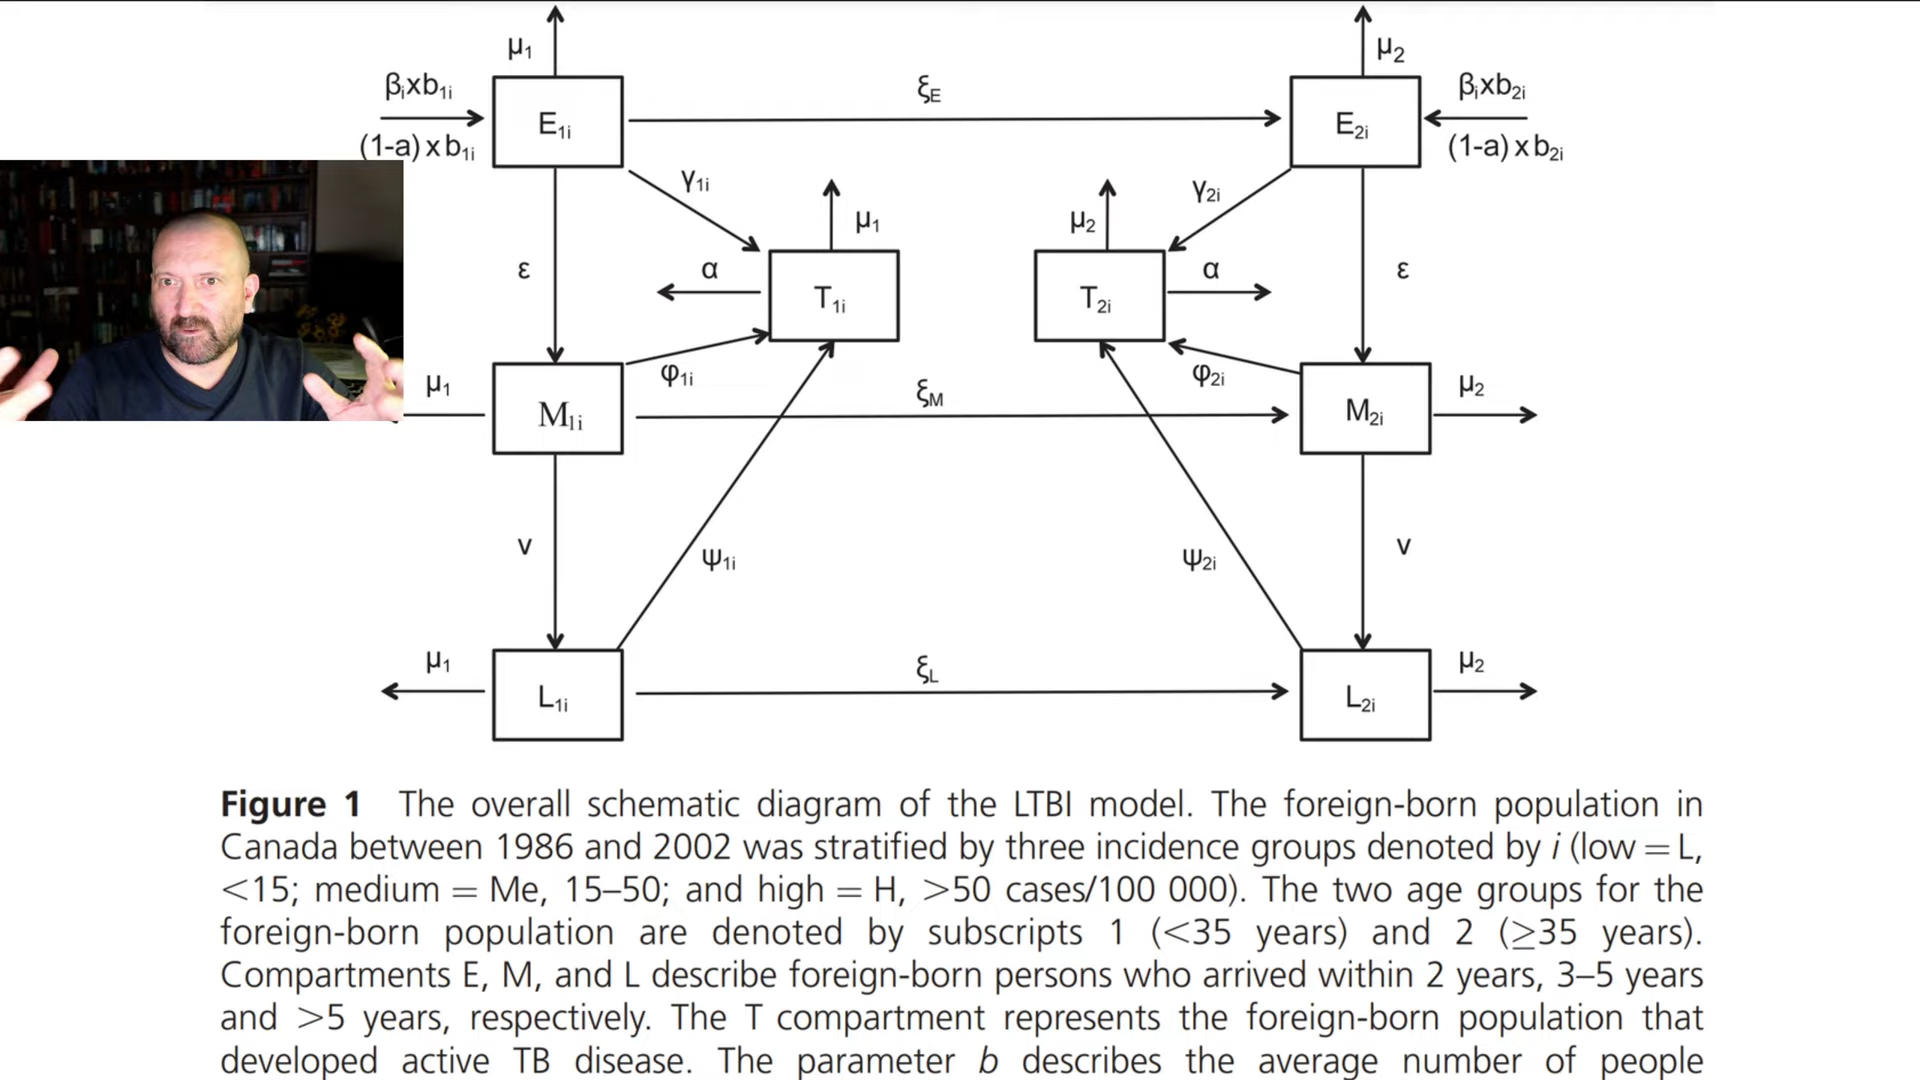 μ1
μ2
βixb1i
ξE
βixb2i
E1i
E2i
(1-a) x b1i
(1-a) x b2i
γ1i
γ2i
μ1
μ2
ε
α
α
ε
T1i
T2i
μ1
φ1i
ξM
φ2i
μ2
M1i
M2i
v
v
ψ1i
ψ2i
μ1
ξL
μ2
L1i
L2i
Figure 1 The overall schematic diagram of the LTBI model. The foreign-born population in
Canada between 1986 and 2002 was stratified by three incidence groups denoted by i (low = L,
<15; medium = Me, 15–50; and high = H, >50 cases/100 000). The two age groups for the
foreign-born population are denoted by subscripts 1 (<35 years) and 2 (≥35 years).
Compartments E, M, and L describe foreign-born persons who arrived within 2 years, 3–5 years
and >5 years, respectively. The T compartment represents the foreign-born population that
developed active TB disease. The parameter b describes the average number of people